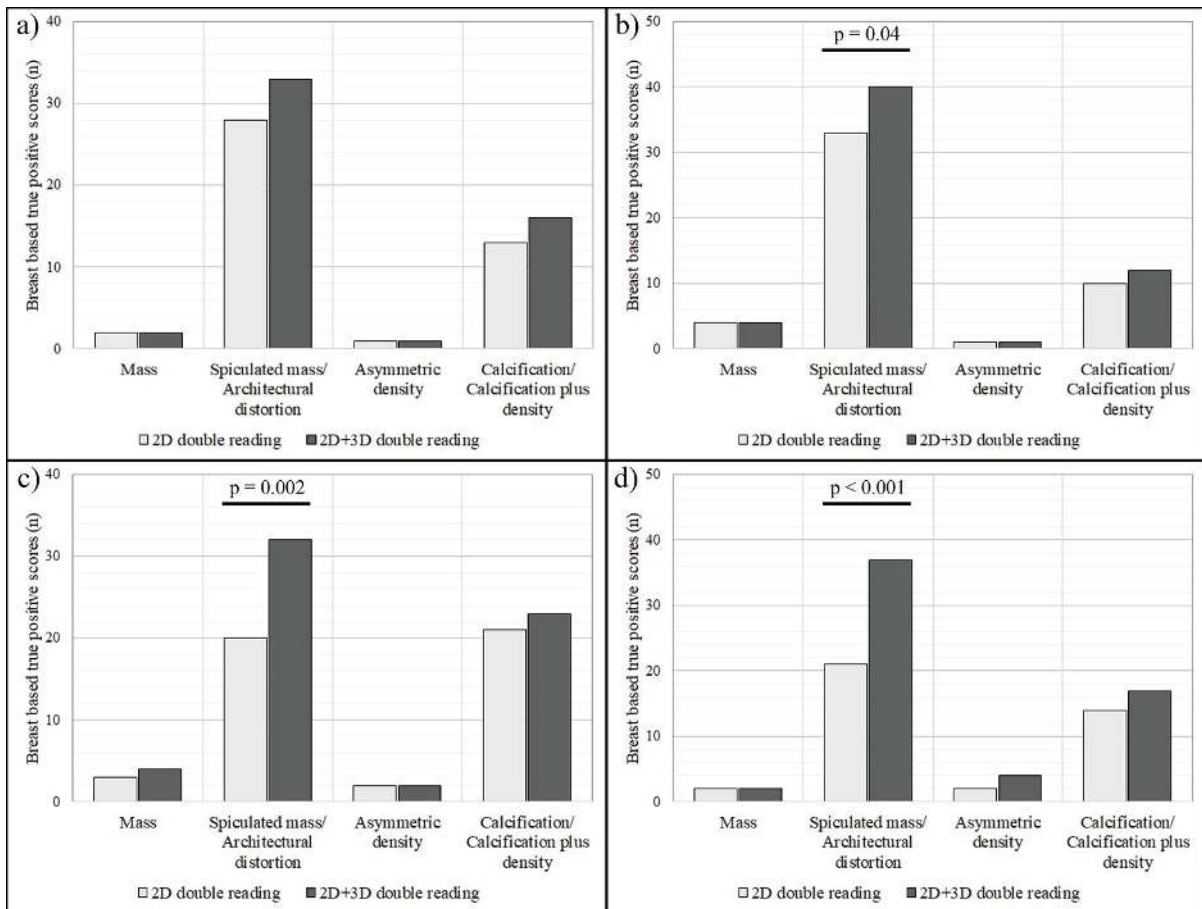 a)
Breast based true positive scores (n)
40
30
20
10
0
Mass
Spiculated mass/
Architectural
distortion
Asymmetric
density
Calcification/
Calcification plus
density
2D double reading
2D+3D double reading
b)
Breast based true positive scores (n)
50
40
30
20
10
0
p = 0.04
Mass
Spiculated mass/
Architectural
distortion
Asymmetric
density
Calcification/
Calcification plus
density
2D double reading
2D+3D double reading
c)
Breast based true positive scores (n)
40
30
20
10
0
p = 0.002
Mass
Spiculated mass/
Architectural
distortion
Asymmetric
density
Calcification/
Calcification plus
density
2D double reading
2D+3D double reading
d)
Breast based true positive scores (n)
50
40
30
20
10
0
p < 0.001
Mass
Spiculated mass/
Architectural
distortion
Asymmetric
density
Calcification/
Calcification plus
density
2D double reading
2D+3D double reading